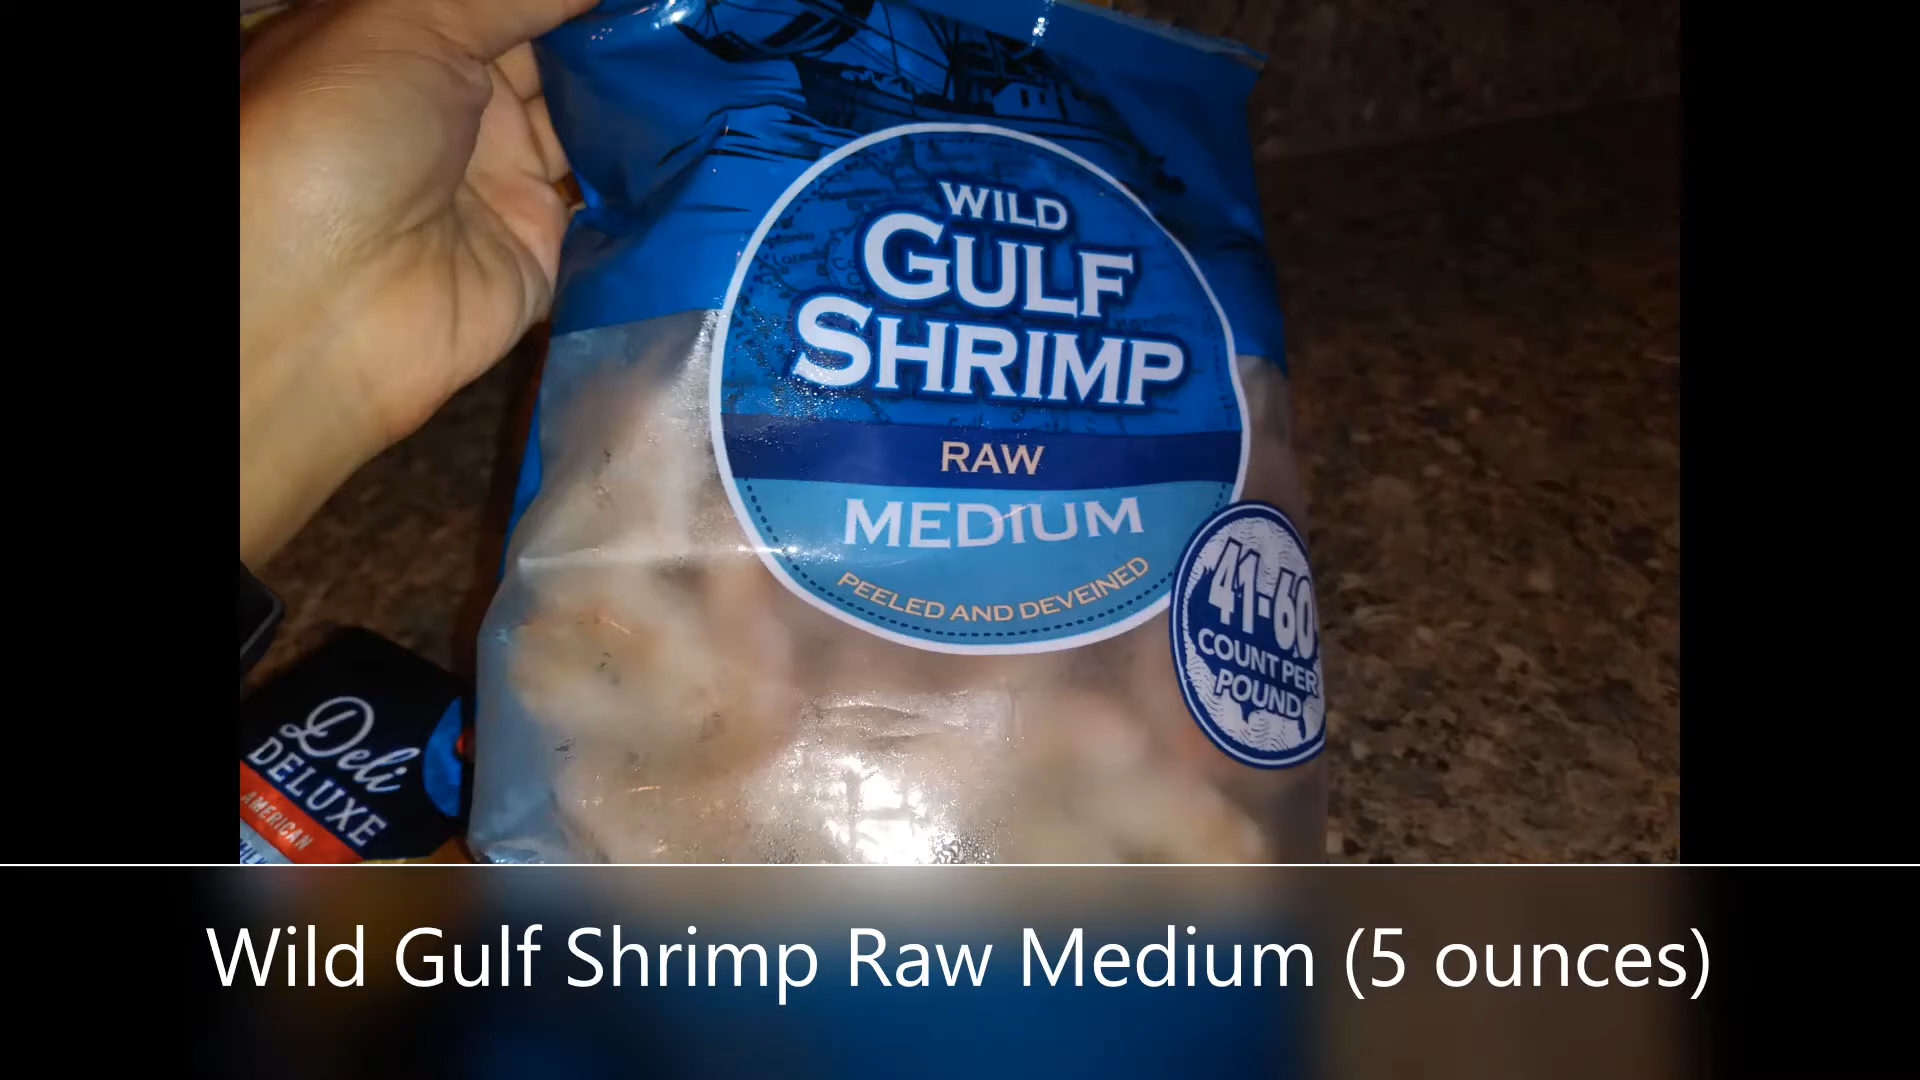 WILD
GULF
SHRIMP
RAW
MEDIUM
PEELED AND DEVEINED
41-60
COUNT PER
POUND
Deli
DELUXE
AMERICAN
Wild Gulf Shrimp Raw Medium (5 ounces)